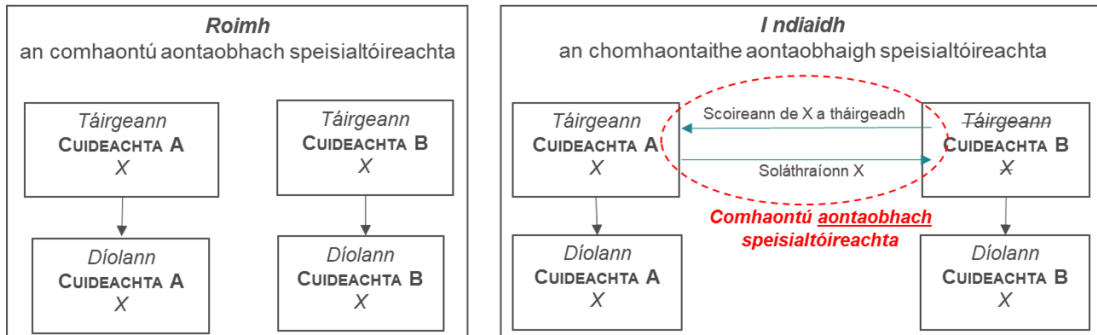 Roimh
an comhaontú aontaobhach speisialtóireachta
Táirgeann
CUIDEACHTA A
X
Táirgeann
CUIDEACHTA B
X
Díolann
CUIDEACHTA A
X
Díolann
CUIDEACHTA B
X
I ndiaidh
an chomhaontaithe aontaobhaigh speisialtóireachta
Táirgeann
CUIDEACHTA A
X
Scoireann de X a tháirgeadh
Soláthraíonn X
Táirgeann
CUIDEACHTA B
X
Comhaontú aontaobhach
speisialtóireachta
Díolann
CUIDEACHTA A
X
Díolann
CUIDEACHTA B
X